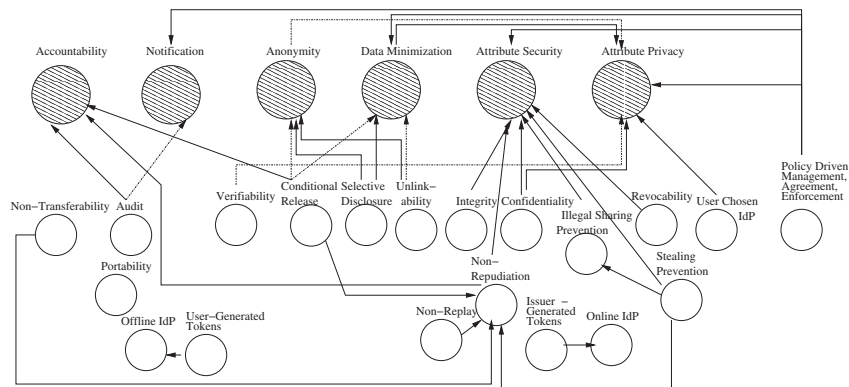 Accountability
Notification
Anonymity
Data Minimization
Attribute Security
Attribute Privacy
Policy Driven
Management,
Agreement,
Enforcement
Verifiability
Conditional
Release
Selective
Disclosure
Unlink-
ability
Integrity
Confidentiality
Illegal Sharing
Prevention
Revocability
User Chosen
IdP
Non-Transferability
Audit
Portability
Non-
Repudiation
Stealing
Prevention
Offline IdP
User-Generated
Tokens
Non-Replay
Issuer -
Generated
Tokens
Online IdP